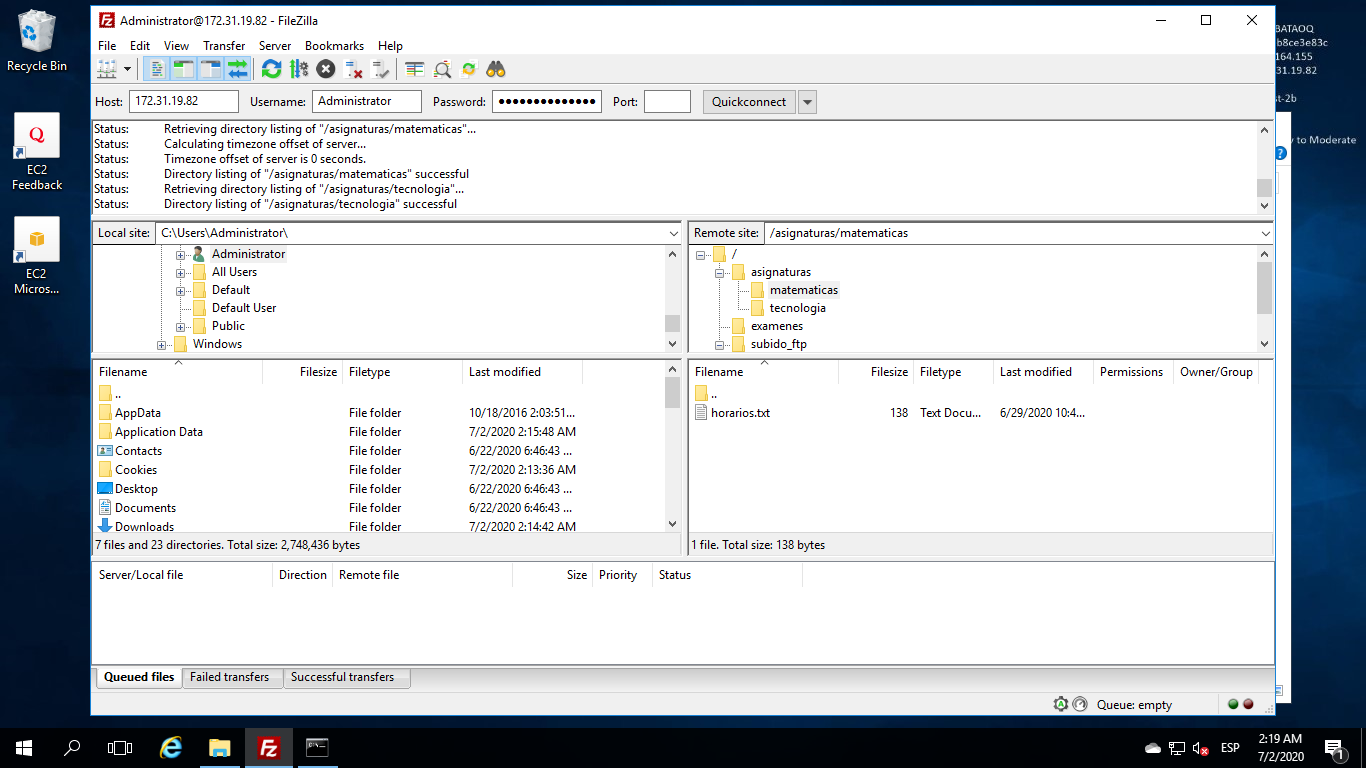 Recycle Bin
EC2
Feedback
EC2
Micros...
Administrator@172.31.19.82 - FileZilla
File Edit View Transfer Server Bookmarks Help
Host: 172.31.19.82 Username: Administrator Password: ●●●●●●●●●●●●●● Port: Quickconnect
Status: Retrieving directory listing of "/asignaturas/matematicas"...
Status: Calculating timezone offset of server...
Status: Timezone offset of server is 0 seconds.
Status: Directory listing of "/asignaturas/matematicas" successful
Status: Retrieving directory listing of "/asignaturas/tecnologia"...
Status: Directory listing of "/asignaturas/tecnologia" successful
Local site: C:\Users\Administrator\
Administrator
All Users
Default
Default User
Public
Windows
Filename Filesize Filetype Last modified
..
AppData File folder 10/18/2016 2:03:51...
Application Data File folder 7/2/2020 2:15:48 AM
Contacts File folder 6/22/2020 6:46:43 ...
Cookies File folder 7/2/2020 2:13:36 AM
Desktop File folder 6/22/2020 6:46:43 ...
Documents File folder 6/22/2020 6:46:43 ...
Downloads File folder 7/2/2020 2:14:42 AM
7 files and 23 directories. Total size: 2,748,436 bytes
Remote site: /asignaturas/matematicas
/
asignaturas
matematicas
tecnologia
examenes
subido_ftp
Filename Filesize Filetype Last modified Permissions Owner/Group
..
horarios.txt 138 Text Docu... 6/29/2020 10:4...
1 file. Total size: 138 bytes
Server/Local file Direction Remote file Size Priority Status
Queued files Failed transfers Successful transfers
Queue: empty
BATAOQ
b8ce3e83c
164.155
31.19.82
st-2b
y to Moderate
ESP
2:19 AM
7/2/2020
1